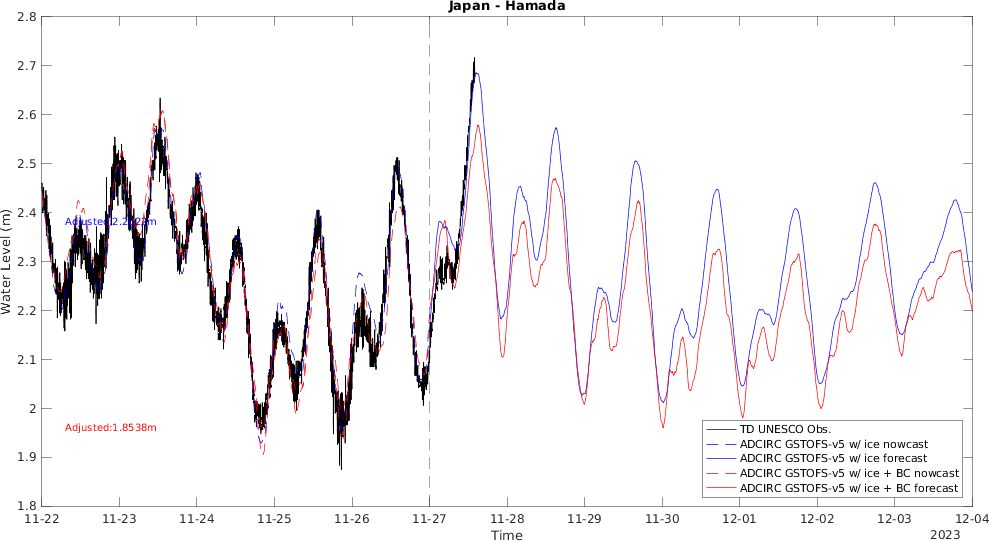 Japan - Hamada
Water Level (m)
2.8
2.7
2.6
2.5
2.4
2.3
2.2
2.1
2
1.9
1.8
Adjusted:1.8538m
TD UNESCO Obs.
ADCIRC GSTOFS-v5 w/ ice nowcast
ADCIRC GSTOFS-v5 w/ ice forecast
ADCIRC GSTOFS-v5 w/ ice + BC nowcast
ADCIRC GSTOFS-v5 w/ ice + BC forecast
11-22 11-23 11-24 11-25 11-26 11-27 11-28 11-29 11-30 12-01 12-02 12-03 12-04
Time
2023